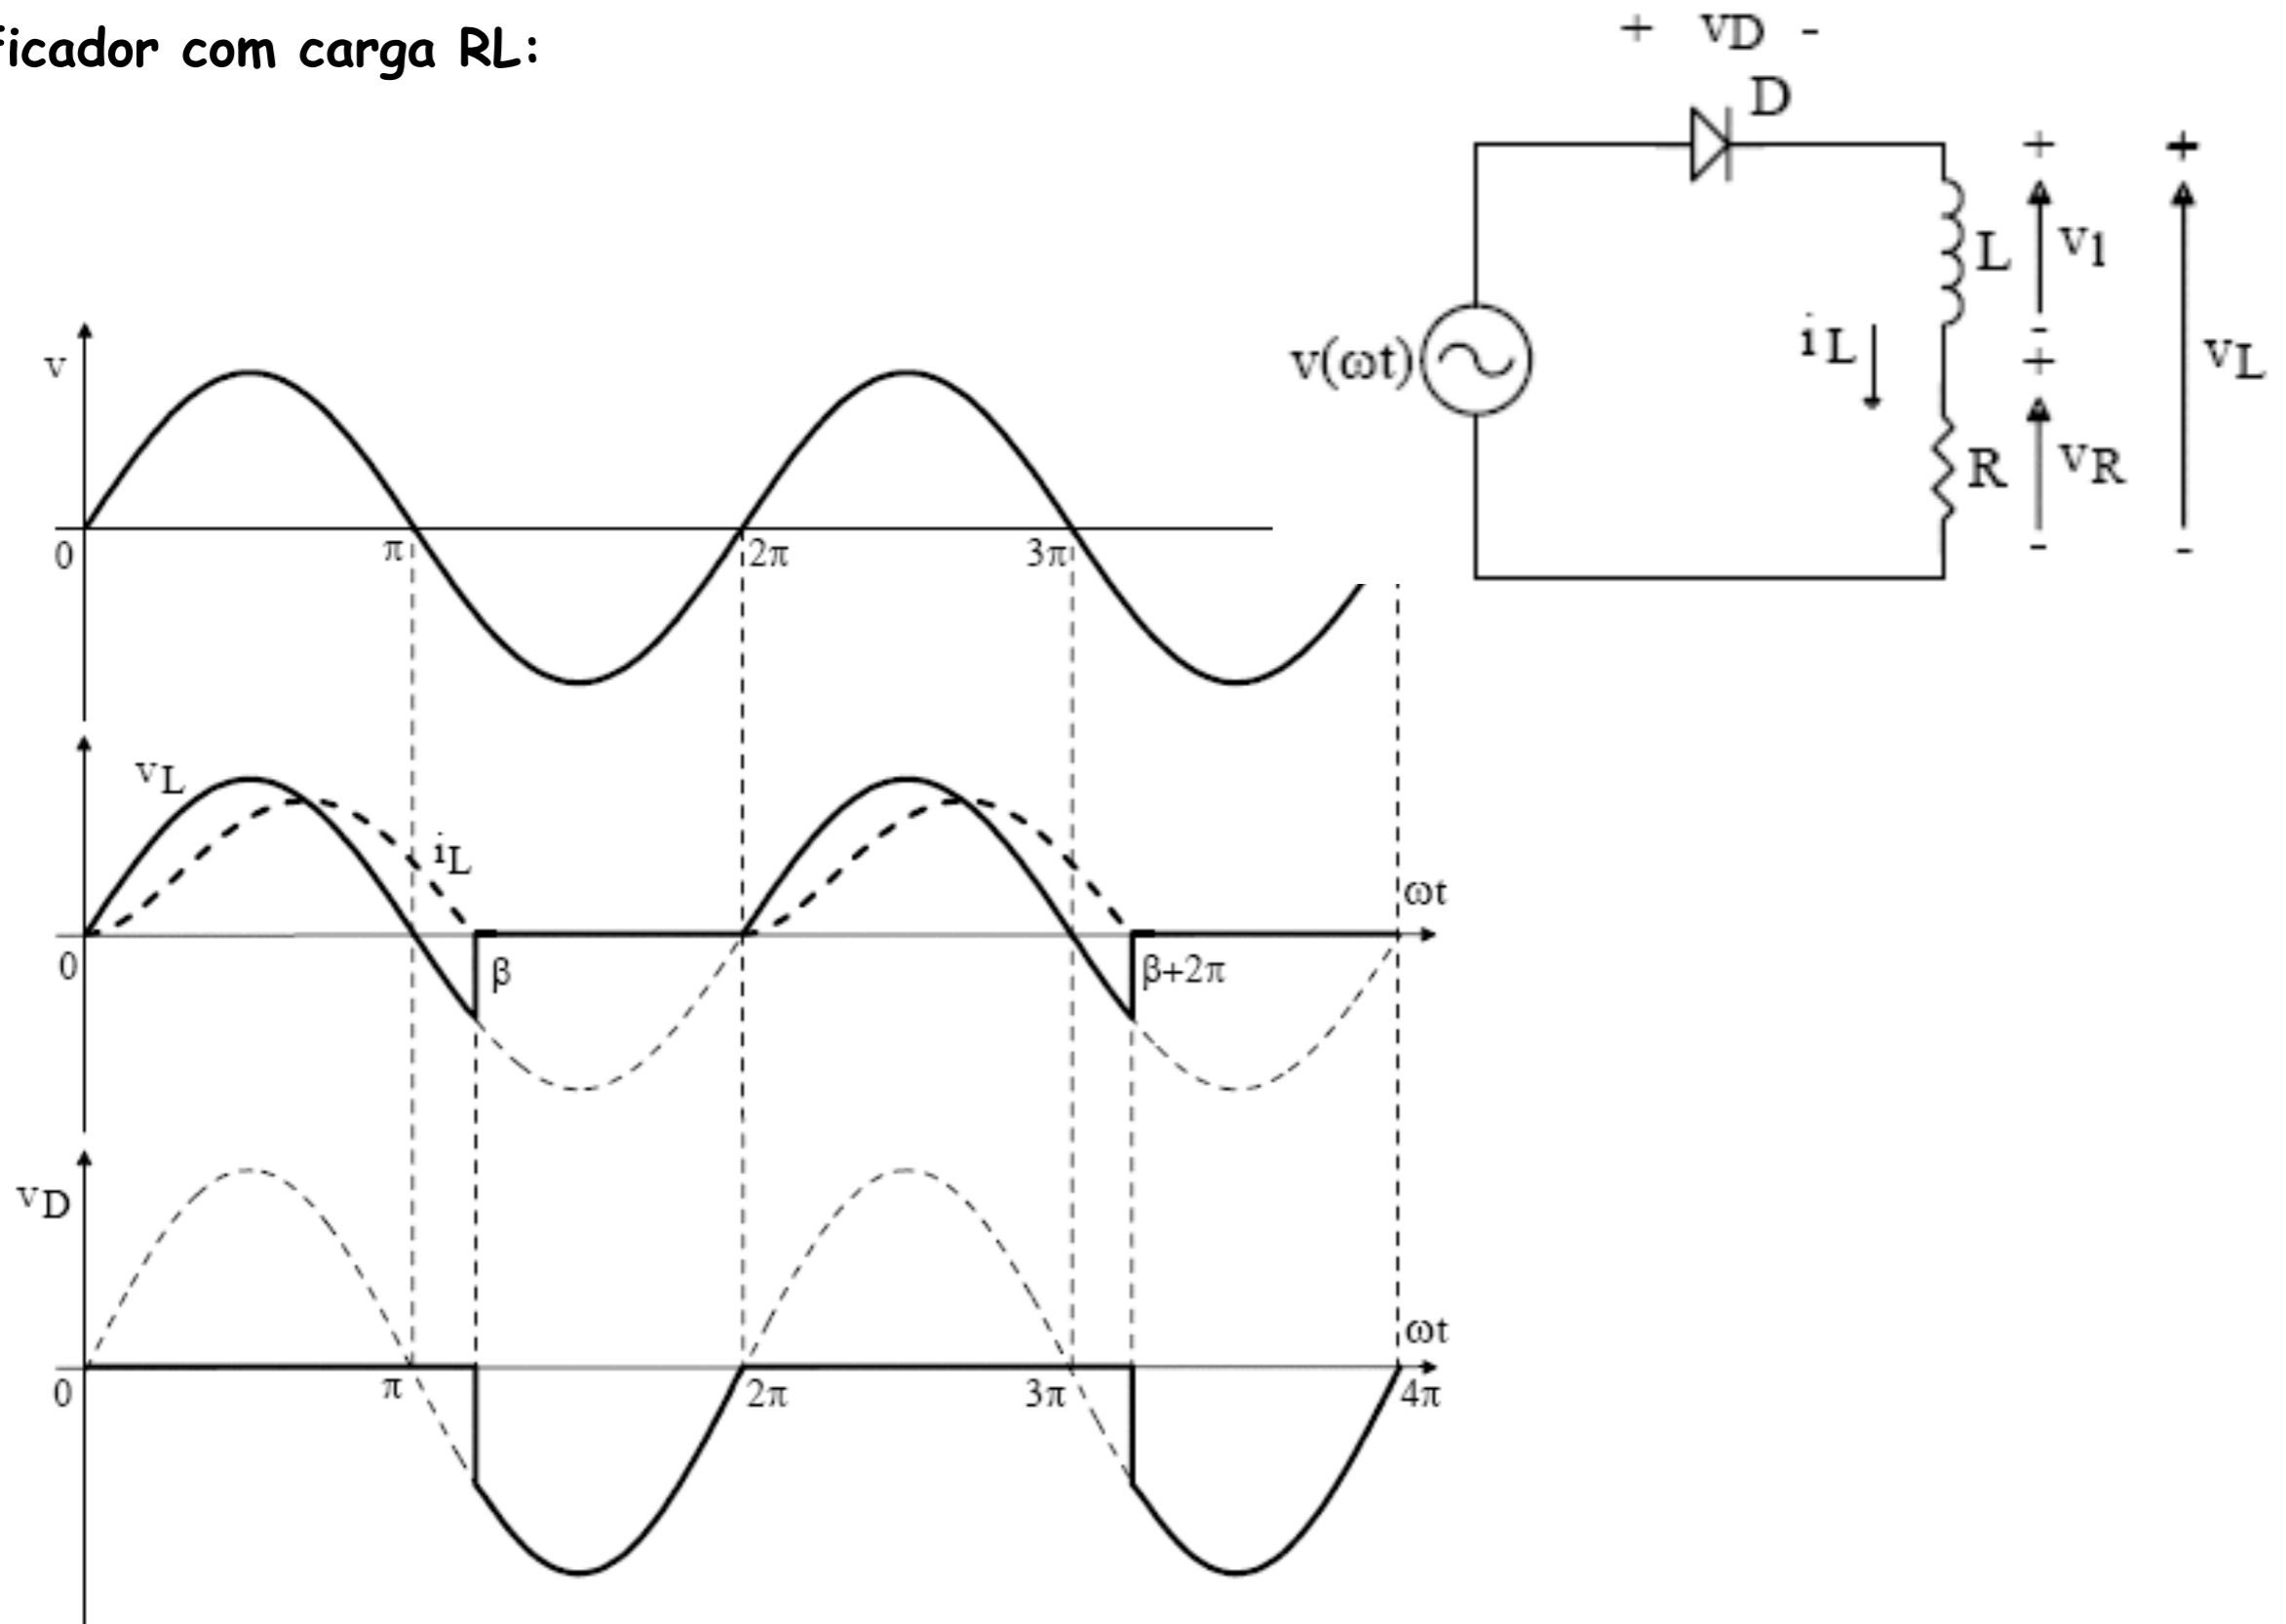 ficador com carga RL:
+ vD -
D
+ +
L v1
v(ωt) iL - vL
+
R vR
- -
v
0 π 2π 3π
vL
iL
ωt
0 β β+2π
vD
ωt
0 π 2π 3π 4π